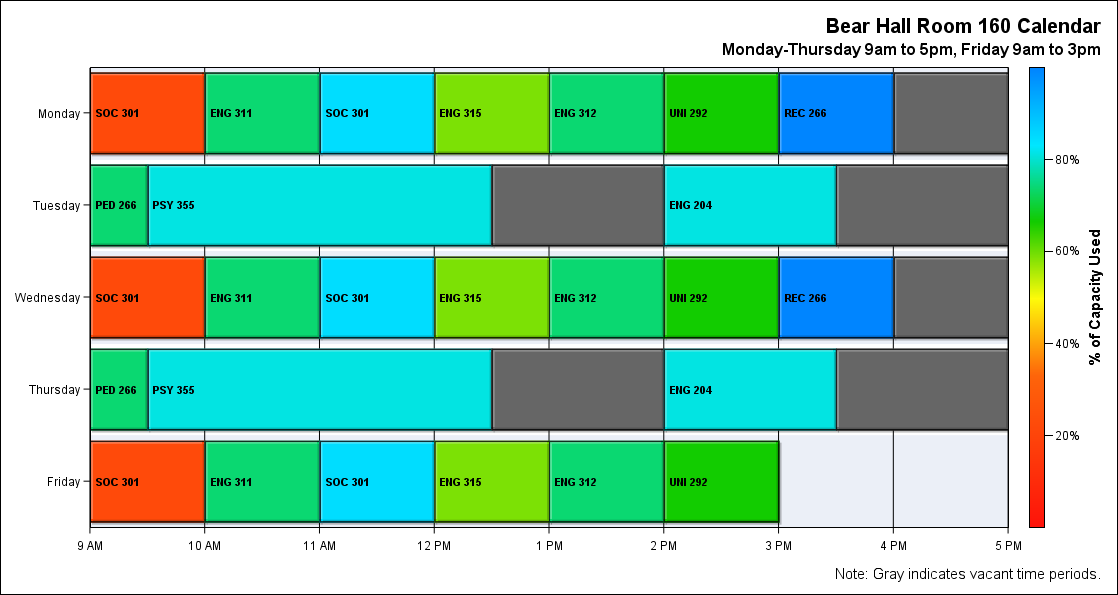 Bear Hall Room 160 Calendar
Monday-Thursday 9am to 5pm, Friday 9am to 3pm
Monday SOC 301 ENG 311 SOC 301 ENG 315 ENG 312 UNI 292 REC 266
Tuesday PED 266 PSY 355 ENG 204
Wednesday SOC 301 ENG 311 SOC 301 ENG 315 ENG 312 UNI 292 REC 266
Thursday PED 266 PSY 355 ENG 204
Friday SOC 301 ENG 311 SOC 301 ENG 315 ENG 312 UNI 292
9 AM 10 AM 11 AM 12 PM 1 PM 2 PM 3 PM 4 PM 5 PM
80%
60%
40%
20%
% of Capacity Used
Note: Gray indicates vacant time periods.